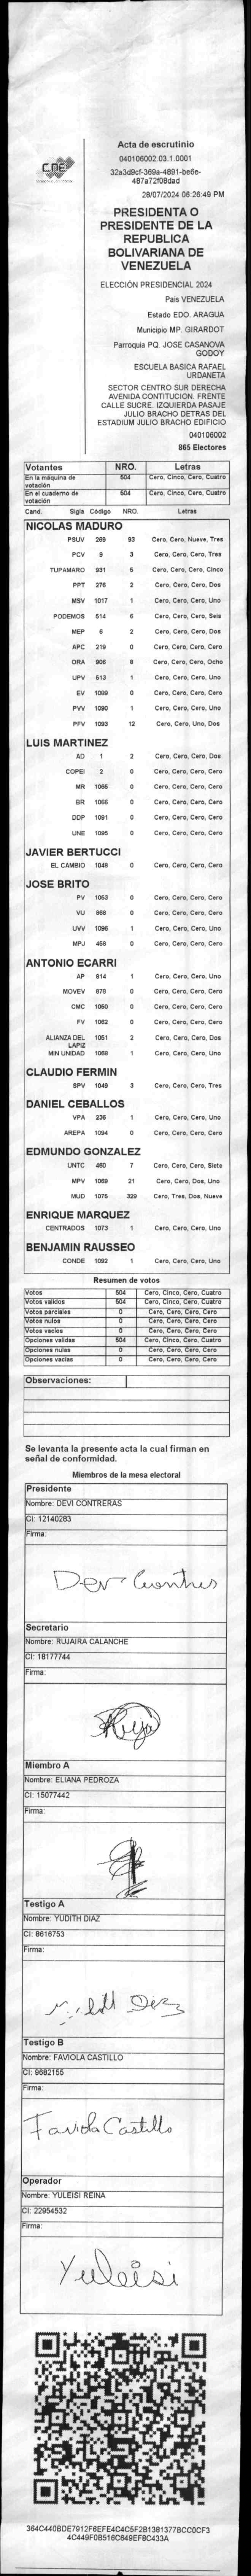 CNE
Acta de escrutinio
040106002.03.1.0001
32a3d9cf-369a-4891-be6e-
487a72f08dad
28/07/2024 06:26:49 PM
PRESIDENTA O
PRESIDENTE DE LA
REPUBLICA
BOLIVARIANA DE
VENEZUELA
ELECCIÓN PRESIDENCIAL 2024
Pais VENEZUELA
Estado EDO. ARAGUA
Municipio MP. GIRARDOT
Parroquia PQ. JOSE CASANOVA
GODOY
ESCUELA BASICA RAFAEL
URDANETA
SECTOR CENTRO SUR DERECHA
AVENIDA CONTITUCION. FRENTE
CALLE SUCRE. IZQUIERDA PASAJE
JULIO BRACHO DETRAS DEL
ESTADIUM JULIO BRACHO EDIFICIO
040106002
865 Electores
Votantes NRO. Letras
En la máquina de votación 504 Cero, Cinco, Cero, Cuatro
En el cuaderno de votación 504 Cero, Cinco, Cero, Cuatro
Cand. Sigla Código NRO. Letras
NICOLAS MADURO
PSUV 269 93 Cero, Cero, Nueve, Tres
PCV 9 3 Cero, Cero, Cero, Tres
TUPAMARO 931 5 Cero, Cero, Cero, Cinco
PPT 276 2 Cero, Cero, Cero, Dos
MSV 1017 1 Cero, Cero, Cero, Uno
PODEMOS 514 6 Cero, Cero, Cero, Seis
MEP 6 2 Cero, Cero, Cero, Dos
APC 219 0 Cero, Cero, Cero, Cero
ORA 906 8 Cero, Cero, Cero, Ocho
UPV 513 1 Cero, Cero, Cero, Uno
EV 1089 0 Cero, Cero, Cero, Cero
PVV 1090 1 Cero, Cero, Cero, Uno
PFV 1093 12 Cero, Cero, Uno, Dos
LUIS MARTINEZ
AD 1 2 Cero, Cero, Cero, Dos
COPEI 2 0 Cero, Cero, Cero, Cero
MR 1065 0 Cero, Cero, Cero, Cero
BR 1066 0 Cero, Cero, Cero, Cero
DDP 1091 0 Cero, Cero, Cero, Cero
UNE 1095 0 Cero, Cero, Cero, Cero
JAVIER BERTUCCI
EL CAMBIO 1048 0 Cero, Cero, Cero, Cero
JOSE BRITO
PV 1053 0 Cero, Cero, Cero, Cero
VU 868 0 Cero, Cero, Cero, Cero
UVV 1096 1 Cero, Cero, Cero, Uno
MPJ 456 0 Cero, Cero, Cero, Cero
ANTONIO ECARRI
AP 814 1 Cero, Cero, Cero, Uno
MOVEV 878 0 Cero, Cero, Cero, Cero
CMC 1050 0 Cero, Cero, Cero, Cero
FV 1062 0 Cero, Cero, Cero, Cero
ALIANZA DEL LAPIZ 1051 2 Cero, Cero, Cero, Dos
MIN UNIDAD 1068 1 Cero, Cero, Cero, Uno
CLAUDIO FERMIN
SPV 1049 3 Cero, Cero, Cero, Tres
DANIEL CEBALLOS
VPA 236 1 Cero, Cero, Cero, Uno
AREPA 1094 0 Cero, Cero, Cero, Cero
EDMUNDO GONZALEZ
UNTC 460 7 Cero, Cero, Cero, Siete
MPV 1069 21 Cero, Cero, Dos, Uno
MUD 1075 329 Cero, Tres, Dos, Nueve
ENRIQUE MARQUEZ
CENTRADOS 1073 1 Cero, Cero, Cero, Uno
BENJAMIN RAUSSEO
CONDE 1092 1 Cero, Cero, Cero, Uno
Resumen de votos
Votos 504 Cero, Cinco, Cero, Cuatro
Votos validos 504 Cero, Cinco, Cero, Cuatro
Votos parciales 0 Cero, Cero, Cero, Cero
Votos nulos 0 Cero, Cero, Cero, Cero
Votos vacios 0 Cero, Cero, Cero, Cero
Opciones validas 504 Cero, Cinco, Cero, Cuatro
Opciones nulas 0 Cero, Cero, Cero, Cero
Opciones vacias 0 Cero, Cero, Cero, Cero
Observaciones:
Se levanta la presente acta la cual firman en
señal de conformidad.
Miembros de la mesa electoral
Presidente
Nombre: DEVI CONTRERAS
CI: 12140283
Firma:
Secretario
Nombre: RUJAIRA CALANCHE
CI: 18177744
Firma:
Miembro A
Nombre: ELIANA PEDROZA
CI: 15077442
Firma:
Testigo A
Nombre: YUDITH DIAZ
CI: 8616753
Firma:
Testigo B
Nombre: FAVIOLA CASTILLO
CI: 9682155
Firma:
Faviola Castillo
Operador
Nombre: YULEISI REINA
CI: 22954532
Firma:
Yuleisi
364C440BDE7912F6EFE4C4C5F2B1381377BCC0CF3
4C449F0B516C649EF8C433A